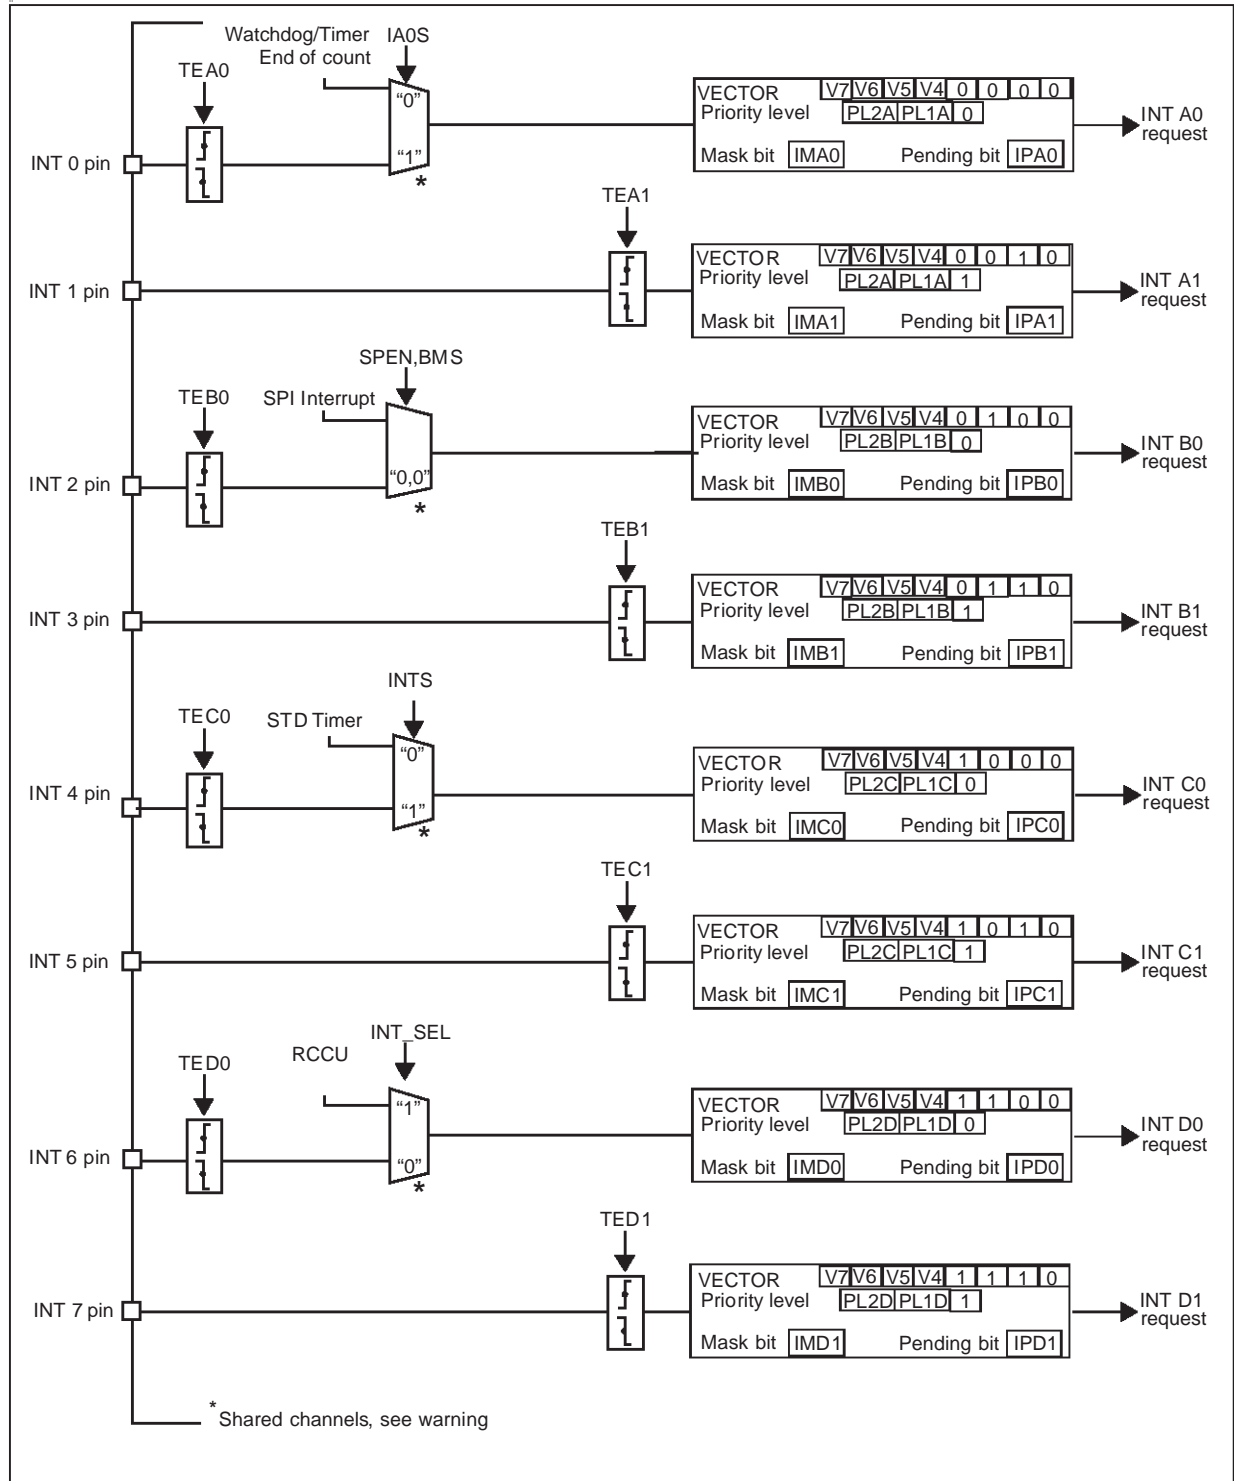 Watchdog/Timer IA0S
End of count
TEA0
"0"
"1"
*
INT 0 pin
VECTOR V7 V6 V5 V4 0 0 0 0
Priority level PL2A PL1A 0
Mask bit IMA0 Pending bit IPA0
INT A0
request
TEA1
INT 1 pin
VECTOR V7 V6 V5 V4 0 0 1 0
Priority level PL2A PL1A 1
Mask bit IMA1 Pending bit IPA1
INT A1
request
SPEN,BMS
TEB0
SPI Interrupt
"0,0"
*
INT 2 pin
VECTOR V7 V6 V5 V4 0 1 0 0
Priority level PL2B PL1B 0
Mask bit IMB0 Pending bit IPB0
INT B0
request
TEB1
INT 3 pin
VECTOR V7 V6 V5 V4 0 1 1 0
Priority level PL2B PL1B 1
Mask bit IMB1 Pending bit IPB1
INT B1
request
INTS
TEC0
STD Timer
"0"
"1"
*
INT 4 pin
VECTOR V7 V6 V5 V4 1 0 0 0
Priority level PL2C PL1C 0
Mask bit IMC0 Pending bit IPC0
INT C0
request
TEC1
INT 5 pin
VECTOR V7 V6 V5 V4 1 0 1 0
Priority level PL2C PL1C 1
Mask bit IMC1 Pending bit IPC1
INT C1
request
INT_SEL
RCCU
TED0
"1"
"0"
*
INT 6 pin
VECTOR V7 V6 V5 V4 1 1 0 0
Priority level PL2D PL1D 0
Mask bit IMD0 Pending bit IPD0
INT D0
request
TED1
INT 7 pin
VECTOR V7 V6 V5 V4 1 1 1 0
Priority level PL2D PL1D 1
Mask bit IMD1 Pending bit IPD1
INT D1
request
* Shared channels, see warning